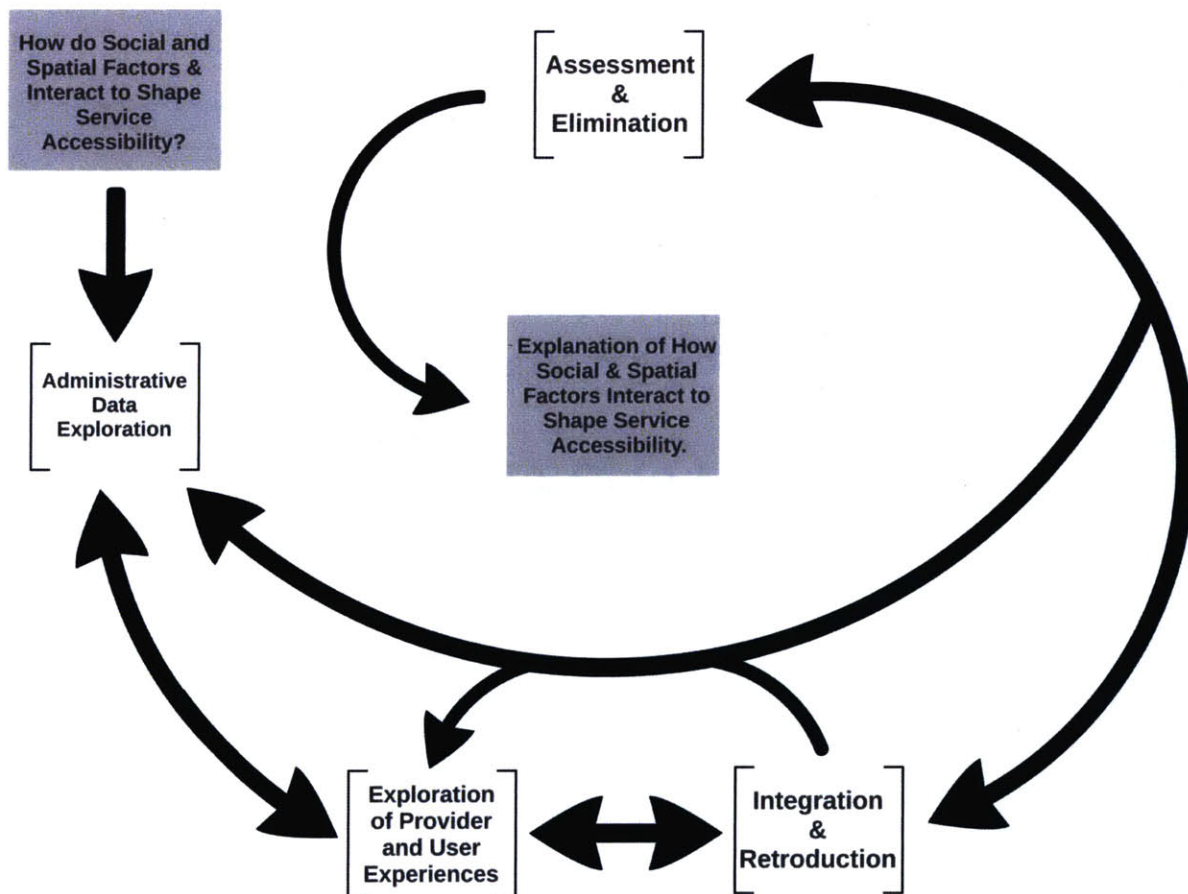 How do Social and
Spatial Factors &
Interact to Shape
Service
Accessibility?
Assessment
&
Elimination
Administrative
Data
Exploration
Explanation of How
Social & Spatial
Factors Interact to
Shape Service
Accessibility.
Exploration
of Provider
and User
Experiences
Integration
&
Retroduction